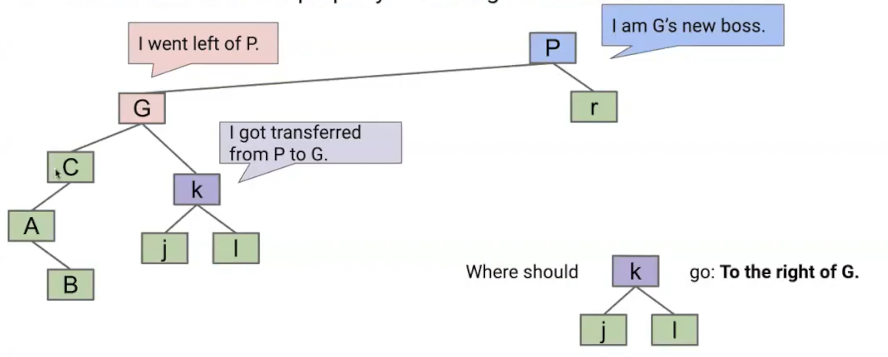 I am G's new boss.
I went left of P.
P
G
r
I got transferred
from P to G.
C
k
A
j
l
B
Where should k go: To the right of G.
j
l